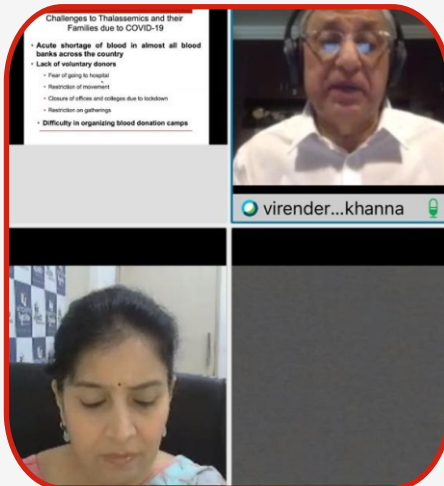 Challenges to Thalassemics and their
Families due to COVID-19
• Acute shortage of blood in almost all blood
banks across the country
• Lack of voluntary donors
• Fear of going to hospital
• Restriction of movement
• Closure of offices and colleges due to lockdown
• Restriction on gatherings
• Difficulty in organizing blood donation camps
virender...khanna